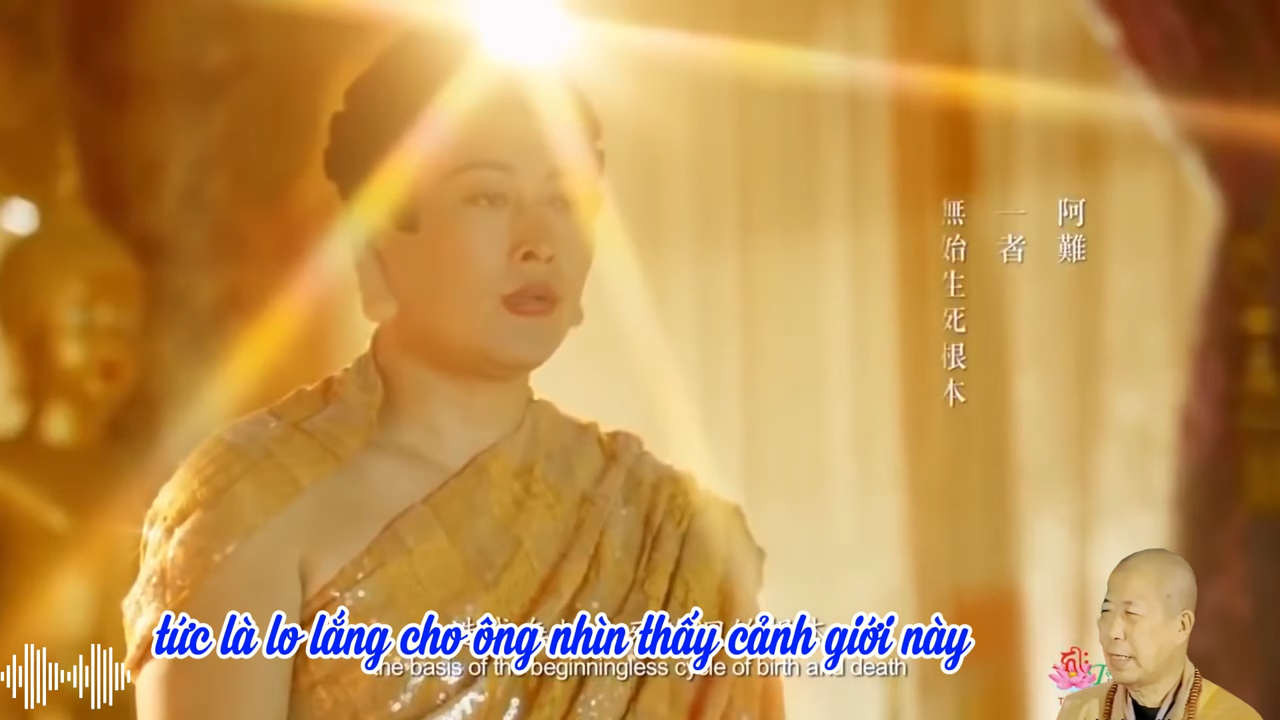 阿難
一者
無始生死根本
tức là lo lắng cho ông nhìn thấy cảnh giới này
the basis of the beginningless cycle of birth and death